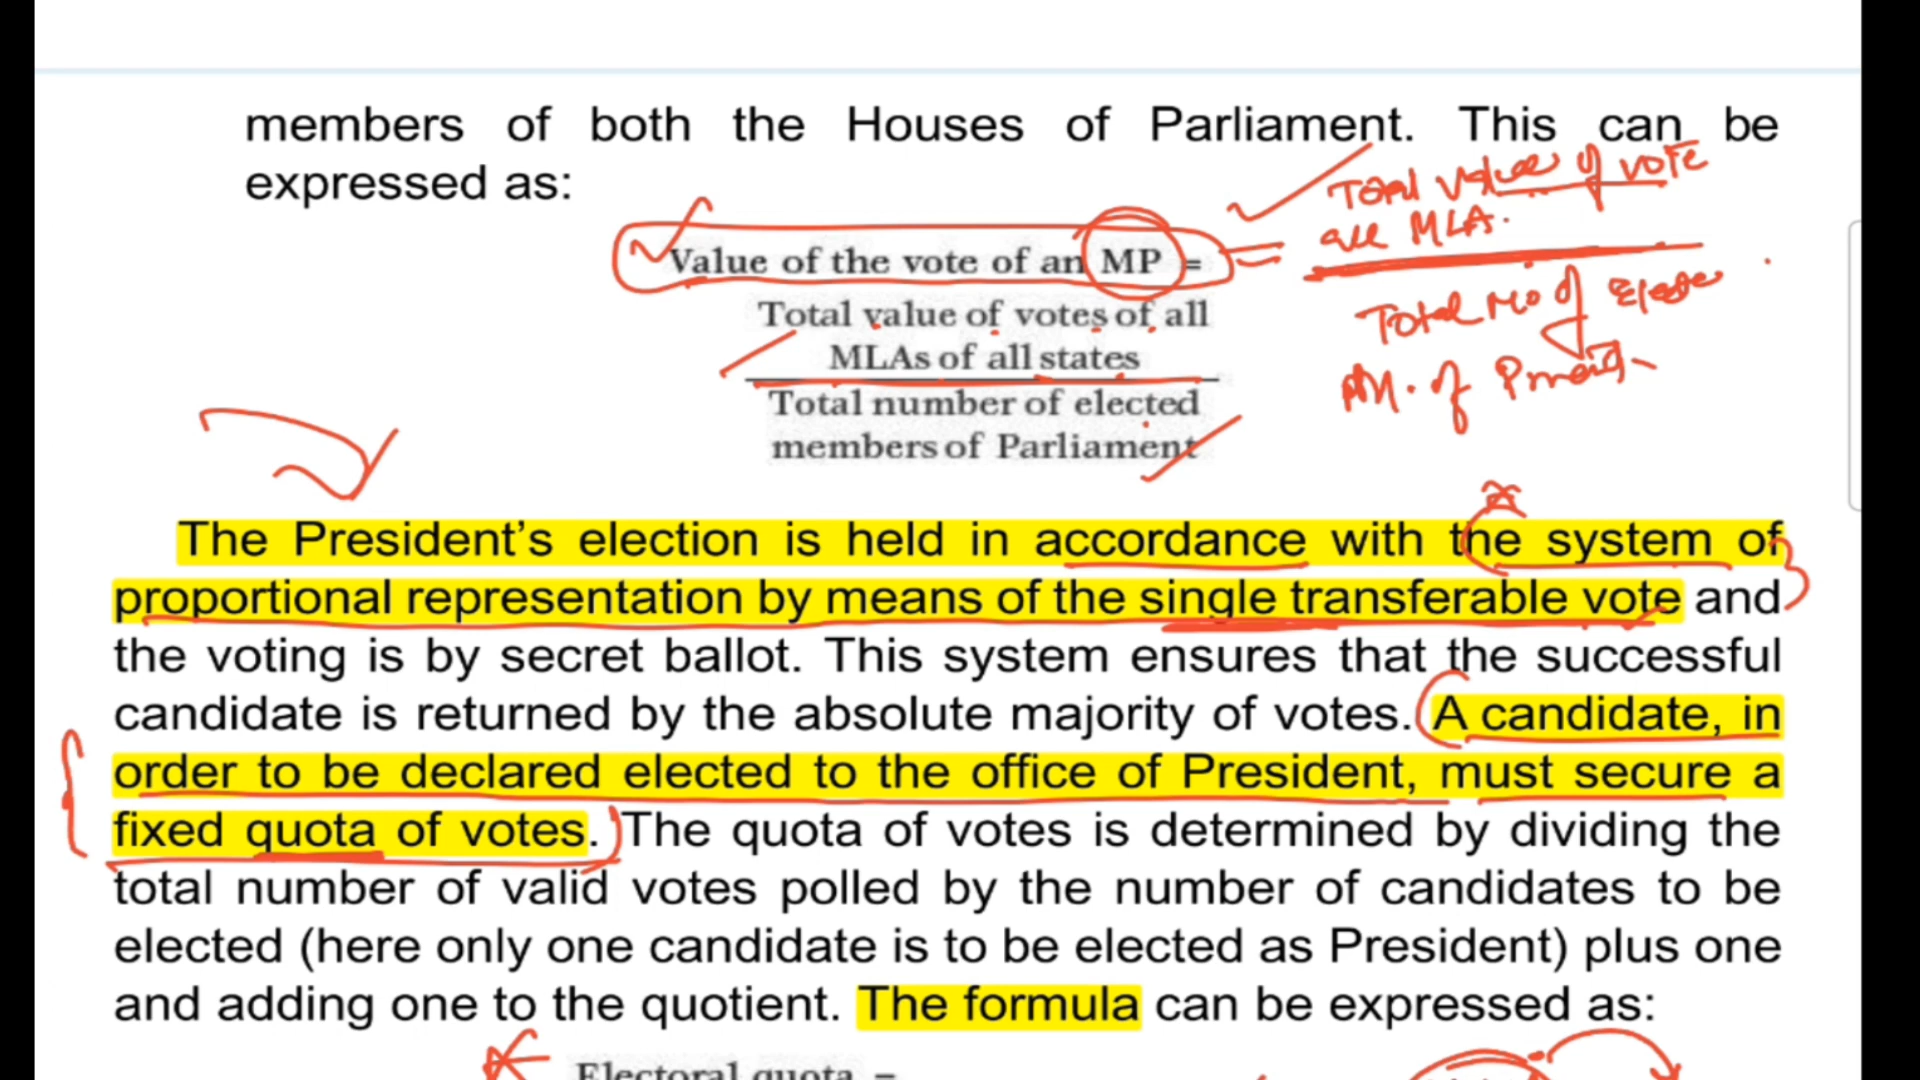 members of both the Houses of Parliament. This can be
expressed as:
Total value of vote
all MLA.
Value of the vote of an MP =
=
Total value of votes of all
MLAs of all states
Total number of elected
members of Parliament
Total No of
of
The President’s election is held in accordance with the system of
proportional representation by means of the single transferable vote and
the voting is by secret ballot. This system ensures that the successful
candidate is returned by the absolute majority of votes. A candidate, in
order to be declared elected to the office of President, must secure a
fixed quota of votes. The quota of votes is determined by dividing the
total number of valid votes polled by the number of candidates to be
elected (here only one candidate is to be elected as President) plus one
and adding one to the quotient. The formula can be expressed as:
Electoral quota =